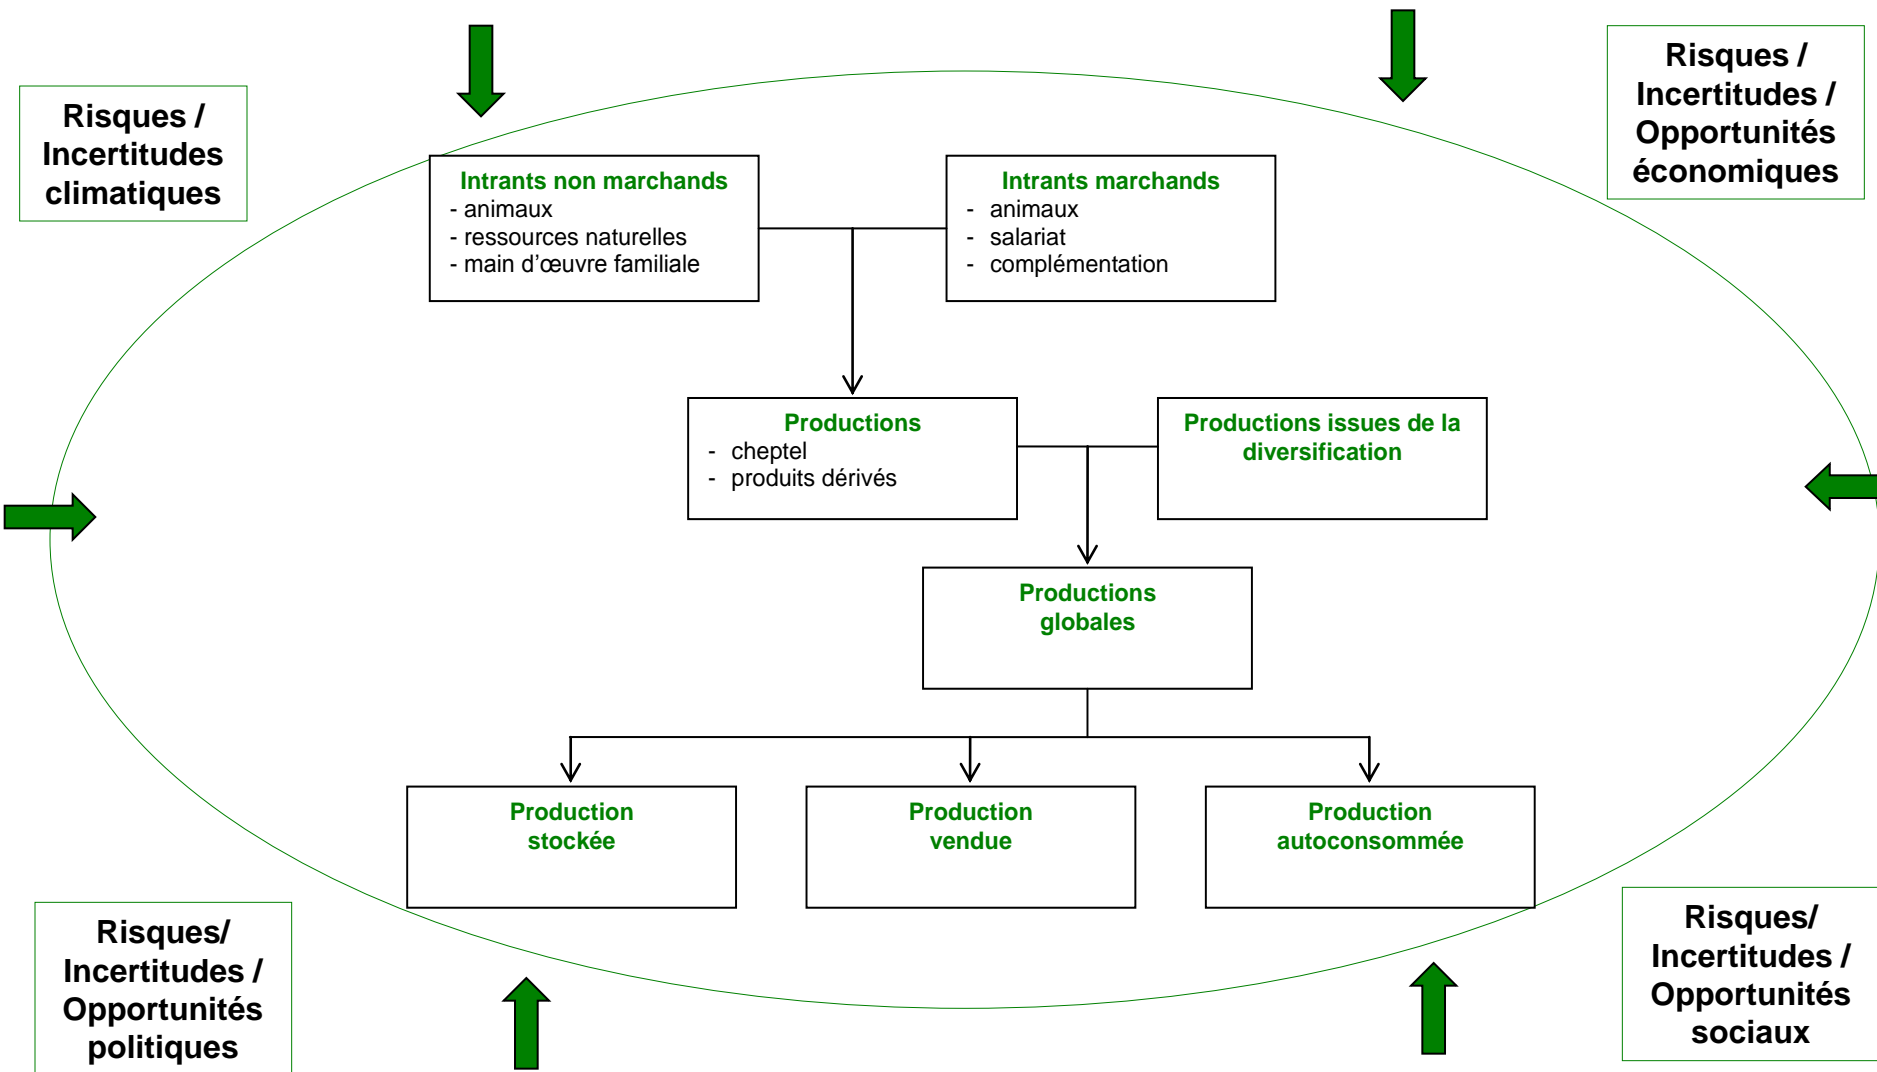 Risques /
Incertitudes
climatiques
Risques /
Incertitudes /
Opportunités
économiques
Intrants non marchands
- animaux
- ressources naturelles
- main d'œuvre familiale
Intrants marchands
- animaux
- salariat
- complémentation
Productions
- cheptel
- produits dérivés
Productions issues de la
diversification
Productions
globales
Production
stockée
Production
vendue
Production
autoconsommée
Risques/
Incertitudes /
Opportunités
politiques
Risques/
Incertitudes /
Opportunités
sociaux